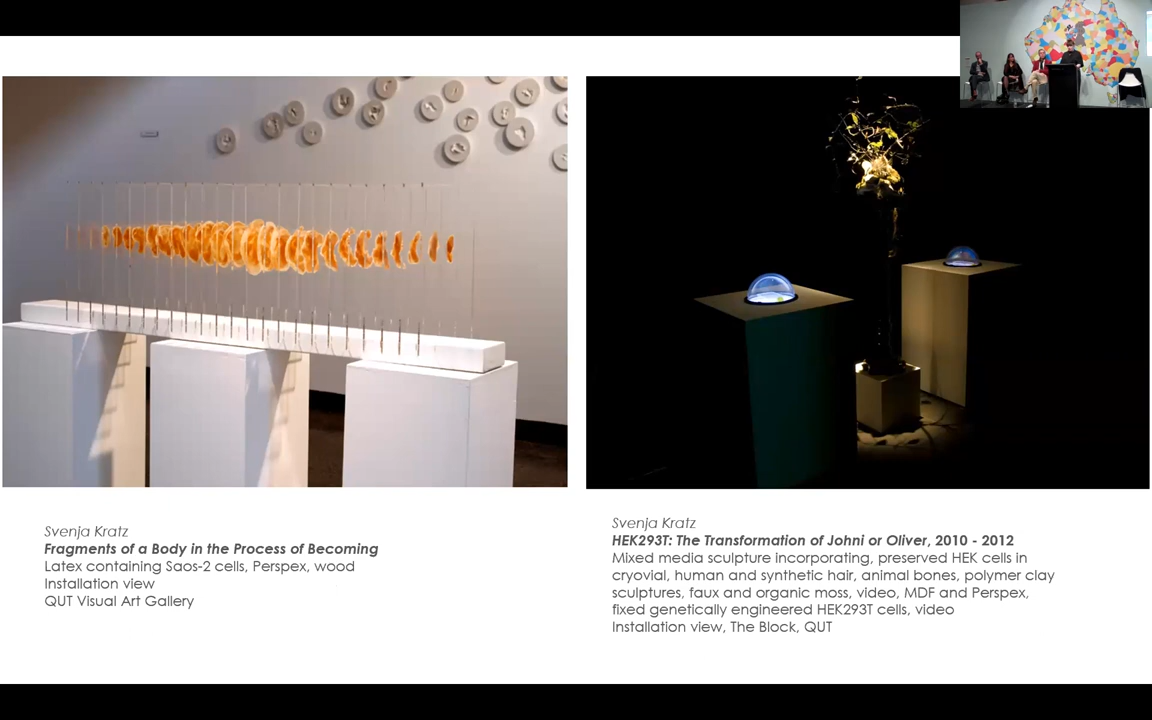 Svenja Kratz
Fragments of a Body in the Process of Becoming
Latex containing Saos-2 cells, Perspex, wood
Installation view
QUT Visual Art Gallery
Svenja Kratz
HEK293T: The Transformation of Johni or Oliver, 2010 - 2012
Mixed media sculpture incorporating, preserved HEK cells in
cryovial, human and synthetic hair, animal bones, polymer clay
sculptures, faux and organic moss, video, MDF and Perspex,
fixed genetically engineered HEK293T cells, video
Installation view, The Block, QUT